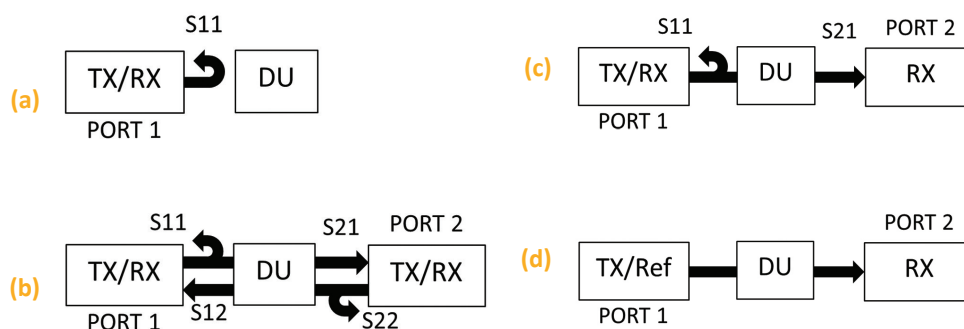 S11
TX/RX
DU
(a)
PORT 1
S11
S21
PORT 2
TX/RX
DU
TX/RX
(b)
S12
S22
PORT 1
S11
S21
PORT 2
(c)
TX/RX
DU
RX
PORT 1
PORT 2
(d)
TX/Ref
DU
RX
PORT 1